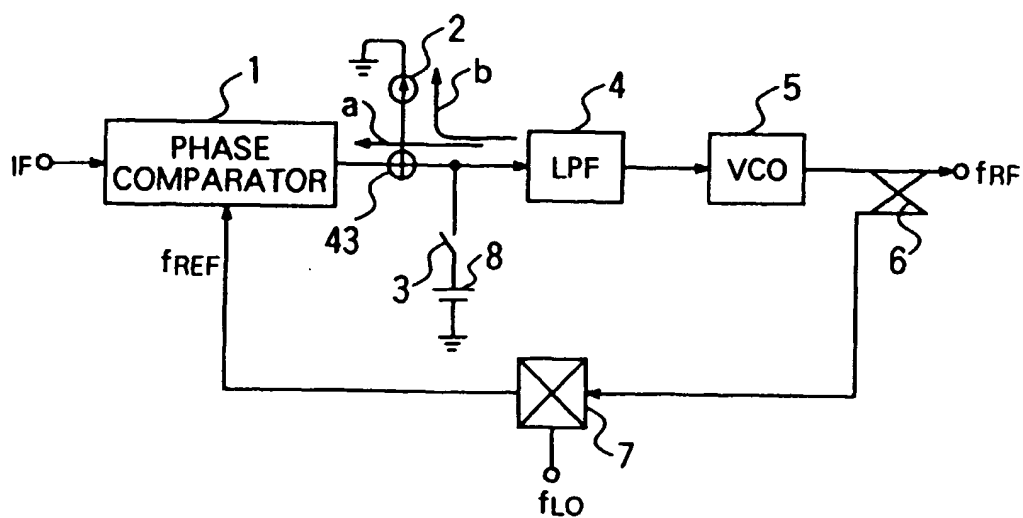 1
2
a
b
4
5
PHASE
COMPARATOR
IF
LPF
VCO
fRF
43
fREF
3
8
6
7
fLO